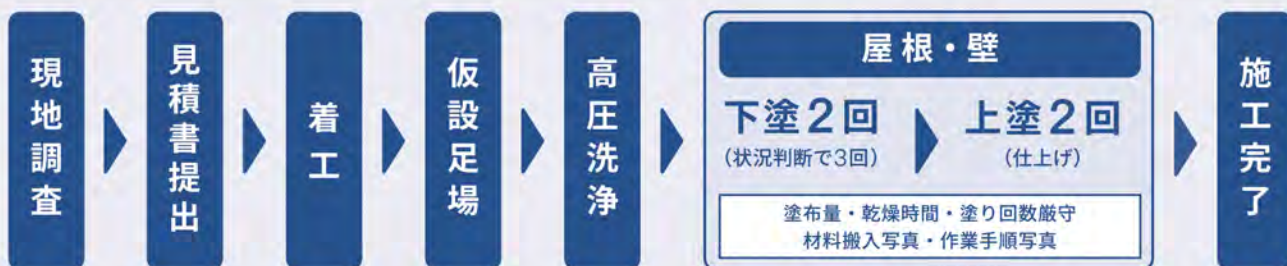 現地調査
見積書提出
着工
仮設足場
高圧洗浄
屋根・壁
下塗2回
(状況判断で3回)
上塗2回
(仕上げ)
塗布量・乾燥時間・塗り回数厳守
材料搬入写真・作業手順写真
施工完了